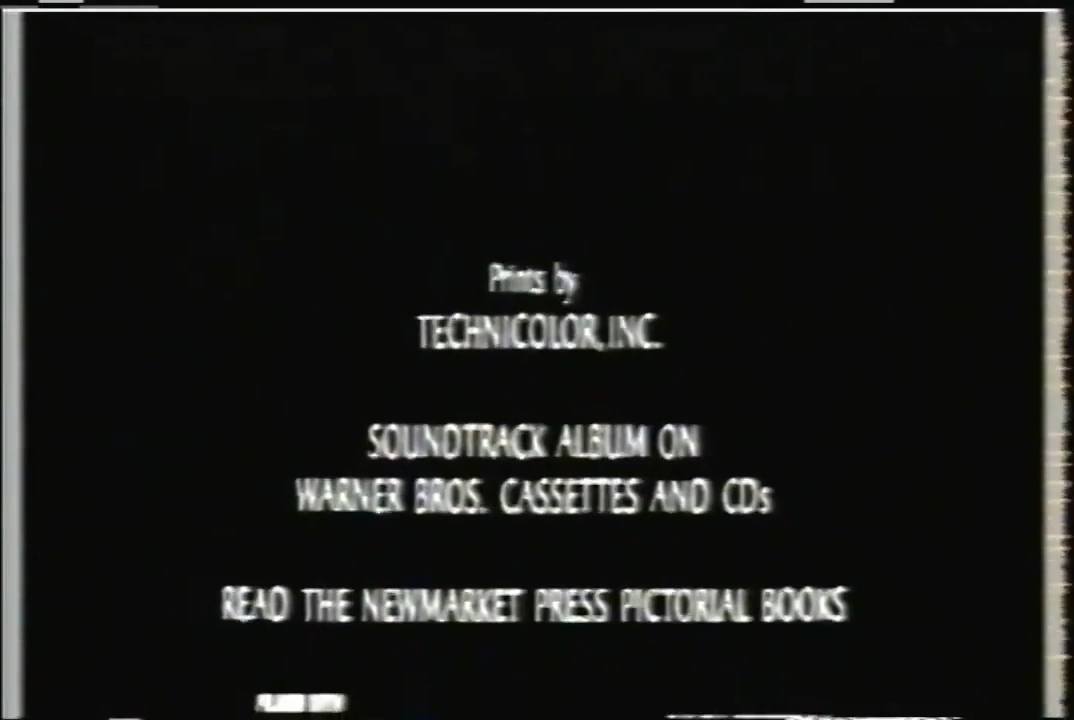 Prints by
TECHNICOLOR, INC.
SOUNDTRACK ALBUM ON
WARNER BROS. CASSETTES AND CDs
READ THE NEWMARKET PRESS PICTORIAL BOOKS